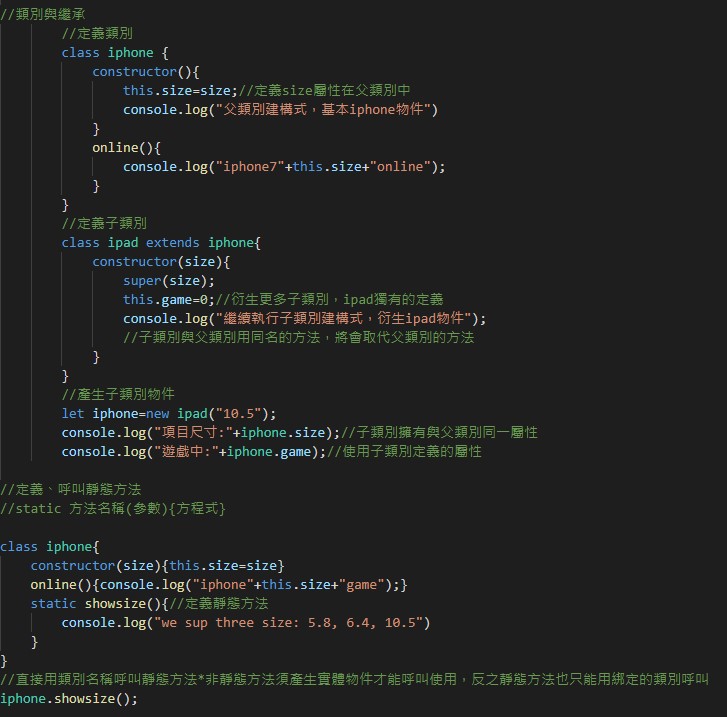 //類別與繼承
//定義類別
class iphone {
constructor(){
this.size=size;//定義size屬性在父類別中
console.log("父類別建構式，基本iphone物件")
}
online(){
console.log("iphone7"+this.size+"online");
}
}
//定義子類別
class ipad extends iphone{
constructor(size){
super(size);
this.game=0;//衍生更多子類別，ipad獨有的定義
console.log("繼續執行子類別建構式，衍生ipad物件");
//子類別與父類別用同名的方法，將會取代父類別的方法
}
}
//產生子類別物件
let iphone=new ipad("10.5");
console.log("項目尺寸:"+iphone.size);//子類別擁有與父類別同一屬性
console.log("遊戲中:"+iphone.game);//使用子類別定義的屬性
//定義、呼叫靜態方法
//static 方法名稱(參數){方程式}
class iphone{
constructor(size){this.size=size}
online(){console.log("iphone"+this.size+"game");}
static showsize(){//定義靜態方法
console.log("we sup three size: 5.8, 6.4, 10.5")
}
}
//直接用類別名稱呼叫靜態方法*非靜態方法須產生實體物件才能呼叫使用，反之靜態方法也只能用綁定的類別呼叫
iphone.showsize();